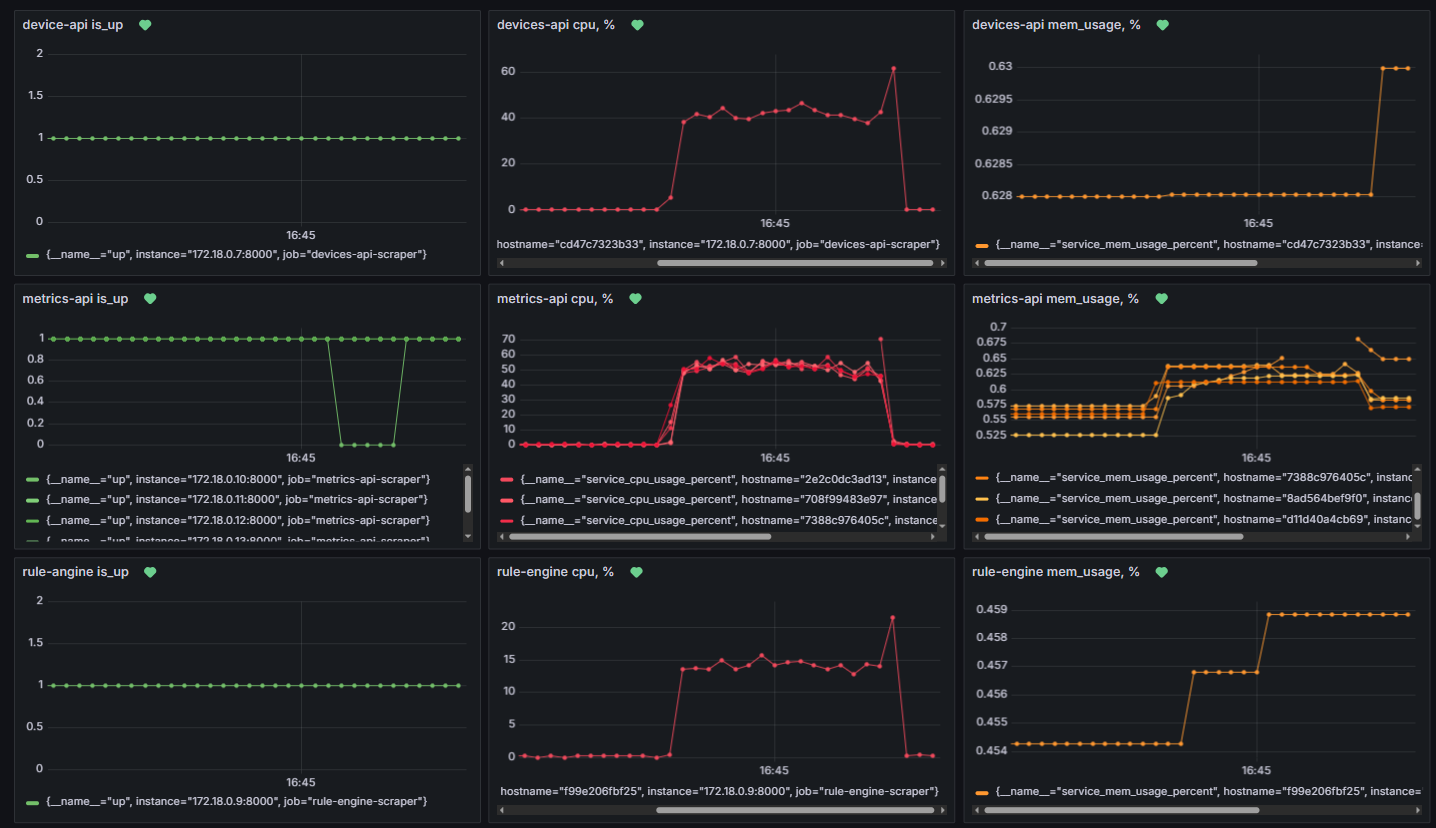 device-api is_up
2
1.5
1
0.5
0
16:45
{__name__="up", instance="172.18.0.7:8000", job="devices-api-scraper"}
devices-api cpu, %
60
40
20
0
16:45
hostname="cd47c7323b33", instance="172.18.0.7:8000", job="devices-api-scraper"}
devices-api mem_usage, %
0.63
0.6295
0.629
0.6285
0.628
16:45
{__name__="service_mem_usage_percent", hostname="cd47c7323b33", instance=
metrics-api is_up
1
0.8
0.6
0.4
0.2
0
16:45
{__name__="up", instance="172.18.0.10:8000", job="metrics-api-scraper"}
{__name__="up", instance="172.18.0.11:8000", job="metrics-api-scraper"}
{__name__="up", instance="172.18.0.12:8000", job="metrics-api-scraper"}
{__name__="up", instance="172.18.0.13:8000", job="metrics-api-scraper"}
metrics-api cpu, %
70
60
50
40
30
20
10
0
16:45
{__name__="service_cpu_usage_percent", hostname="2e2c0dc3ad13", instance
{__name__="service_cpu_usage_percent", hostname="708f99483e97", instance
{__name__="service_cpu_usage_percent", hostname="7388c976405c", instance
metrics-api mem_usage, %
0.7
0.675
0.65
0.625
0.6
0.575
0.55
0.525
16:45
{__name__="service_mem_usage_percent", hostname="7388c976405c", instanc
{__name__="service_mem_usage_percent", hostname="8ad564bef9f0", instanc
{__name__="service_mem_usage_percent", hostname="d11d40a4cb69", instanc
rule-angine is_up
2
1.5
1
0.5
0
16:45
{__name__="up", instance="172.18.0.9:8000", job="rule-engine-scraper"}
rule-engine cpu, %
20
15
10
5
0
16:45
hostname="f99e206fbf25", instance="172.18.0.9:8000", job="rule-engine-scraper"}
rule-engine mem_usage, %
0.459
0.458
0.457
0.456
0.455
0.454
16:45
{__name__="service_mem_usage_percent", hostname="f99e206fbf25", instance=